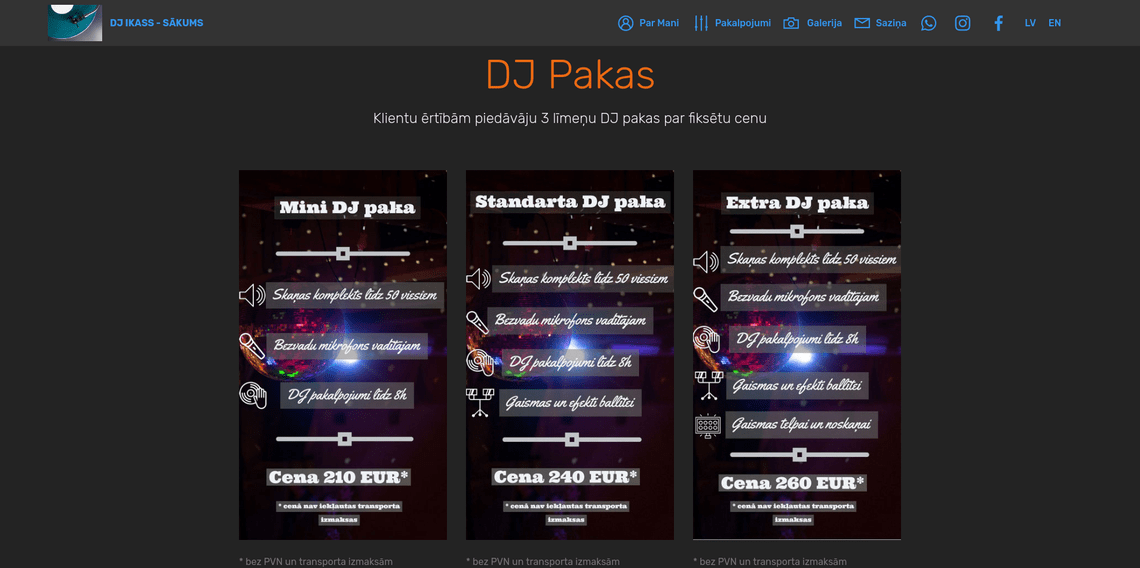 DJ IKASS - SĀKUMS
Par Mani
Pakalpojumi
Galerija
Saziņa
LV
EN
DJ Pakas
Klientu ērtībām piedāvāju 3 līmeņu DJ pakas par fiksētu cenu
Mini DJ paka
Skaņas komplekts līdz 50 viesiem
Bezvadu mikrofons vadītājam
DJ pakalpojumi līdz 8h
Cena 210 EUR*
* cenā nav iekļautas transporta
izmaksas
* bez PVN un transporta izmaksām
Standarta DJ paka
Skaņas komplekts līdz 50 viesiem
Bezvadu mikrofons vadītājam
DJ pakalpojumi līdz 8h
Gaismas un efekti ballītei
Cena 240 EUR*
* cenā nav iekļautas transporta
izmaksas
* bez PVN un transporta izmaksām
Extra DJ paka
Skaņas komplekts līdz 50 viesiem
Bezvadu mikrofons vadītājam
DJ pakalpojumi līdz 8h
Gaismas un efekti ballītei
Gaismas telpai un noskaņai
Cena 260 EUR*
* cenā nav iekļautas transporta
izmaksas
* bez PVN un transporta izmaksām